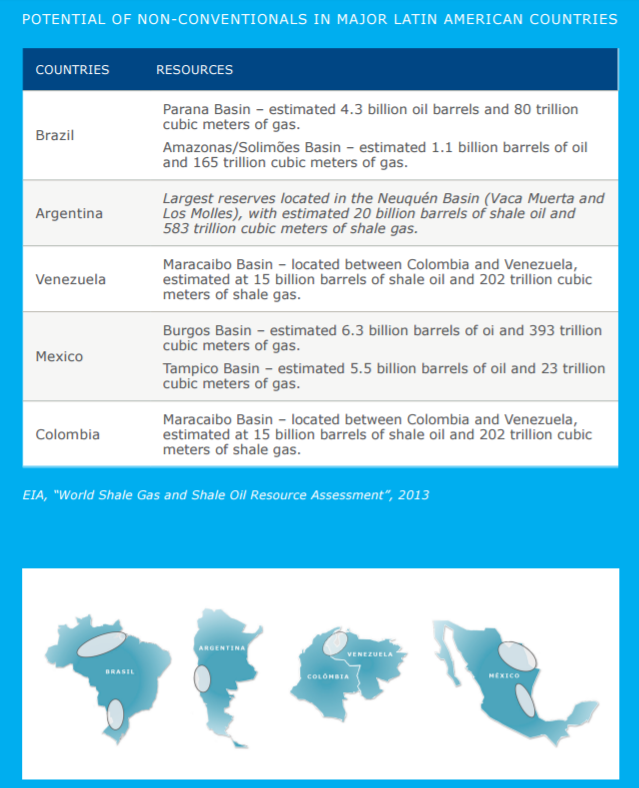 POTENTIAL OF NON-CONVENTIONALS IN MAJOR LATIN AMERICAN COUNTRIES
COUNTRIES RESOURCES
Brazil
Parana Basin – estimated 4.3 billion oil barrels and 80 trillion
cubic meters of gas.
Amazonas/Solimões Basin – estimated 1.1 billion barrels of oil
and 165 trillion cubic meters of gas.
Argentina
Largest reserves located in the Neuquén Basin (Vaca Muerta and
Los Molles), with estimated 20 billion barrels of shale oil and
583 trillion cubic meters of shale gas.
Venezuela
Maracaibo Basin – located between Colombia and Venezuela,
estimated at 15 billion barrels of shale oil and 202 trillion cubic
meters of shale gas.
Mexico
Burgos Basin – estimated 6.3 billion barrels of oi and 393 trillion
cubic meters of gas.
Tampico Basin – estimated 5.5 billion barrels of oil and 23 trillion
cubic meters of gas.
Colombia
Maracaibo Basin – located between Colombia and Venezuela,
estimated at 15 billion barrels of shale oil and 202 trillion cubic
meters of shale gas.
EIA, “World Shale Gas and Shale Oil Resource Assessment”, 2013
BRASIL
ARGENTINA
VENEZUELA
COLÔMBIA
MÉXICO